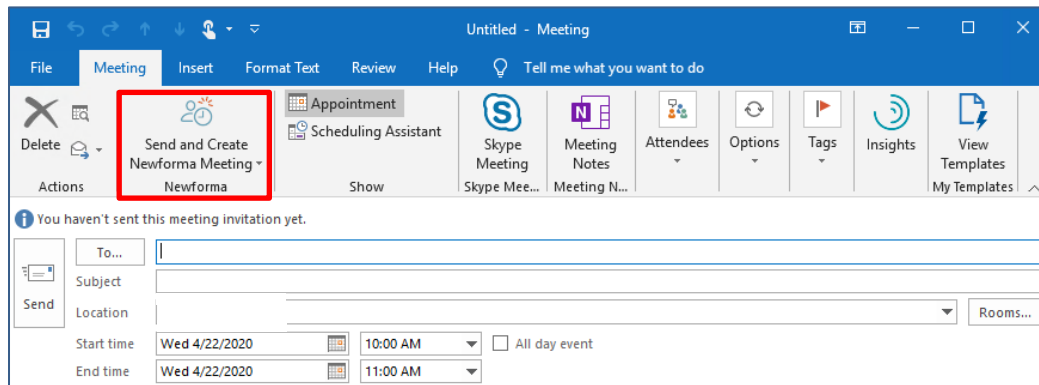 Untitled - Meeting
File Meeting Insert Format Text Review Help Tell me what you want to do
Delete
Send and Create
Newforma Meeting
Appointment
Scheduling Assistant
Skype
Meeting
Meeting
Notes
Attendees
Options
Tags
Insights
View
Templates
Actions Newforma Show Skype Mee... Meeting N... My Templates
You haven't sent this meeting invitation yet.
To...
Subject
Send
Location Rooms...
Start time Wed 4/22/2020 10:00 AM All day event
End time Wed 4/22/2020 11:00 AM